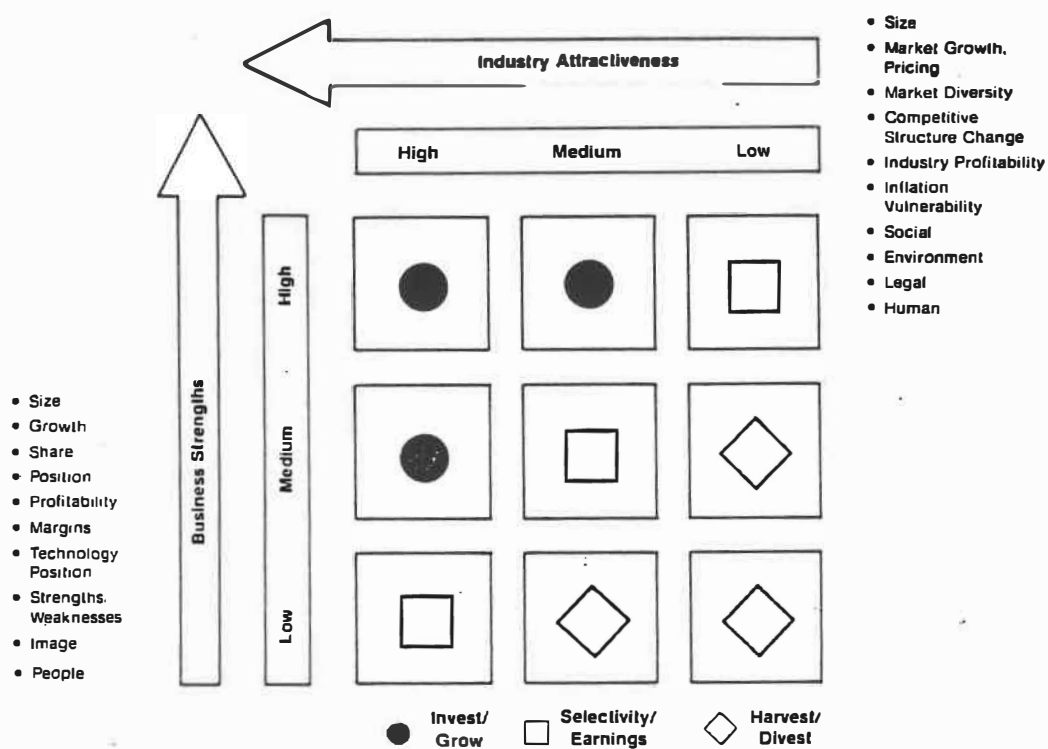 Industry Attractiveness
High Medium Low
• Size
• Market Growth,
Pricing
• Market Diversity
• Competitive
Structure Change
• Industry Profitability
• Inflation
Vulnerability
• Social
• Environment
• Legal
• Human
Business Strengths
High
Medium
Low
• Size
• Growth
• Share
• Position
• Profitability
• Margins
• Technology
Position
• Strengths,
Weaknesses
• Image
• People
Invest/
Grow
Selectivity/
Earnings
Harvest/
Divest